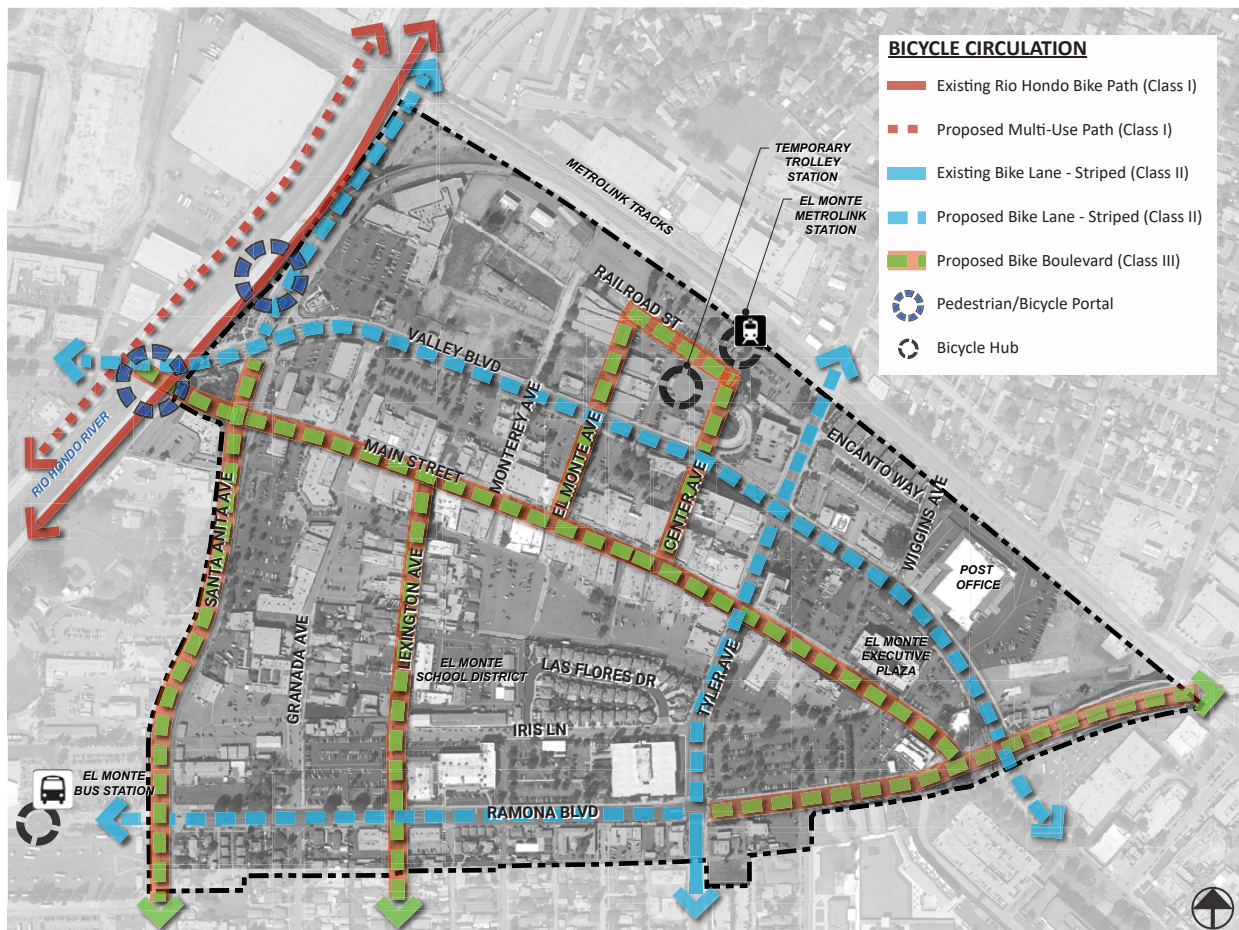 BICYCLE CIRCULATION
Existing Rio Hondo Bike Path (Class I)
Proposed Multi-Use Path (Class I)
Existing Bike Lane - Striped (Class II)
Proposed Bike Lane - Striped (Class II)
Proposed Bike Boulevard (Class III)
Pedestrian/Bicycle Portal
Bicycle Hub
TEMPORARY
TROLLEY
STATION
EL MONTE
METROLINK
STATION
METROLINK TRACKS
RAILROAD ST
VALLEY BLVD
MONTEREY AVE
EL MONTE AVE
CENTER AVE
MAIN STREET
RIO HONDO RIVER
SANTA ANITA AVE
LEXINGTON AVE
GRANADA AVE
ENCANTO WAY
WIGGINS AVE
POST
OFFICE
EL MONTE
EXECUTIVE
PLAZA
EL MONTE
SCHOOL DISTRICT
LAS FLORES DR
TYLER AVE
IRIS LN
EL MONTE
BUS STATION
RAMONA BLVD